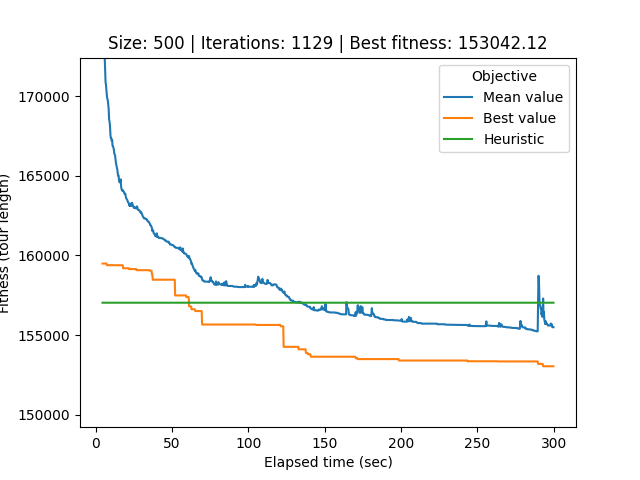 Size: 500 | Iterations: 1129 | Best fitness: 153042.12
Objective
Mean value
Best value
Heuristic
170000
165000
160000
155000
150000
Fitness (tour length)
0 50 100 150 200 250 300
Elapsed time (sec)